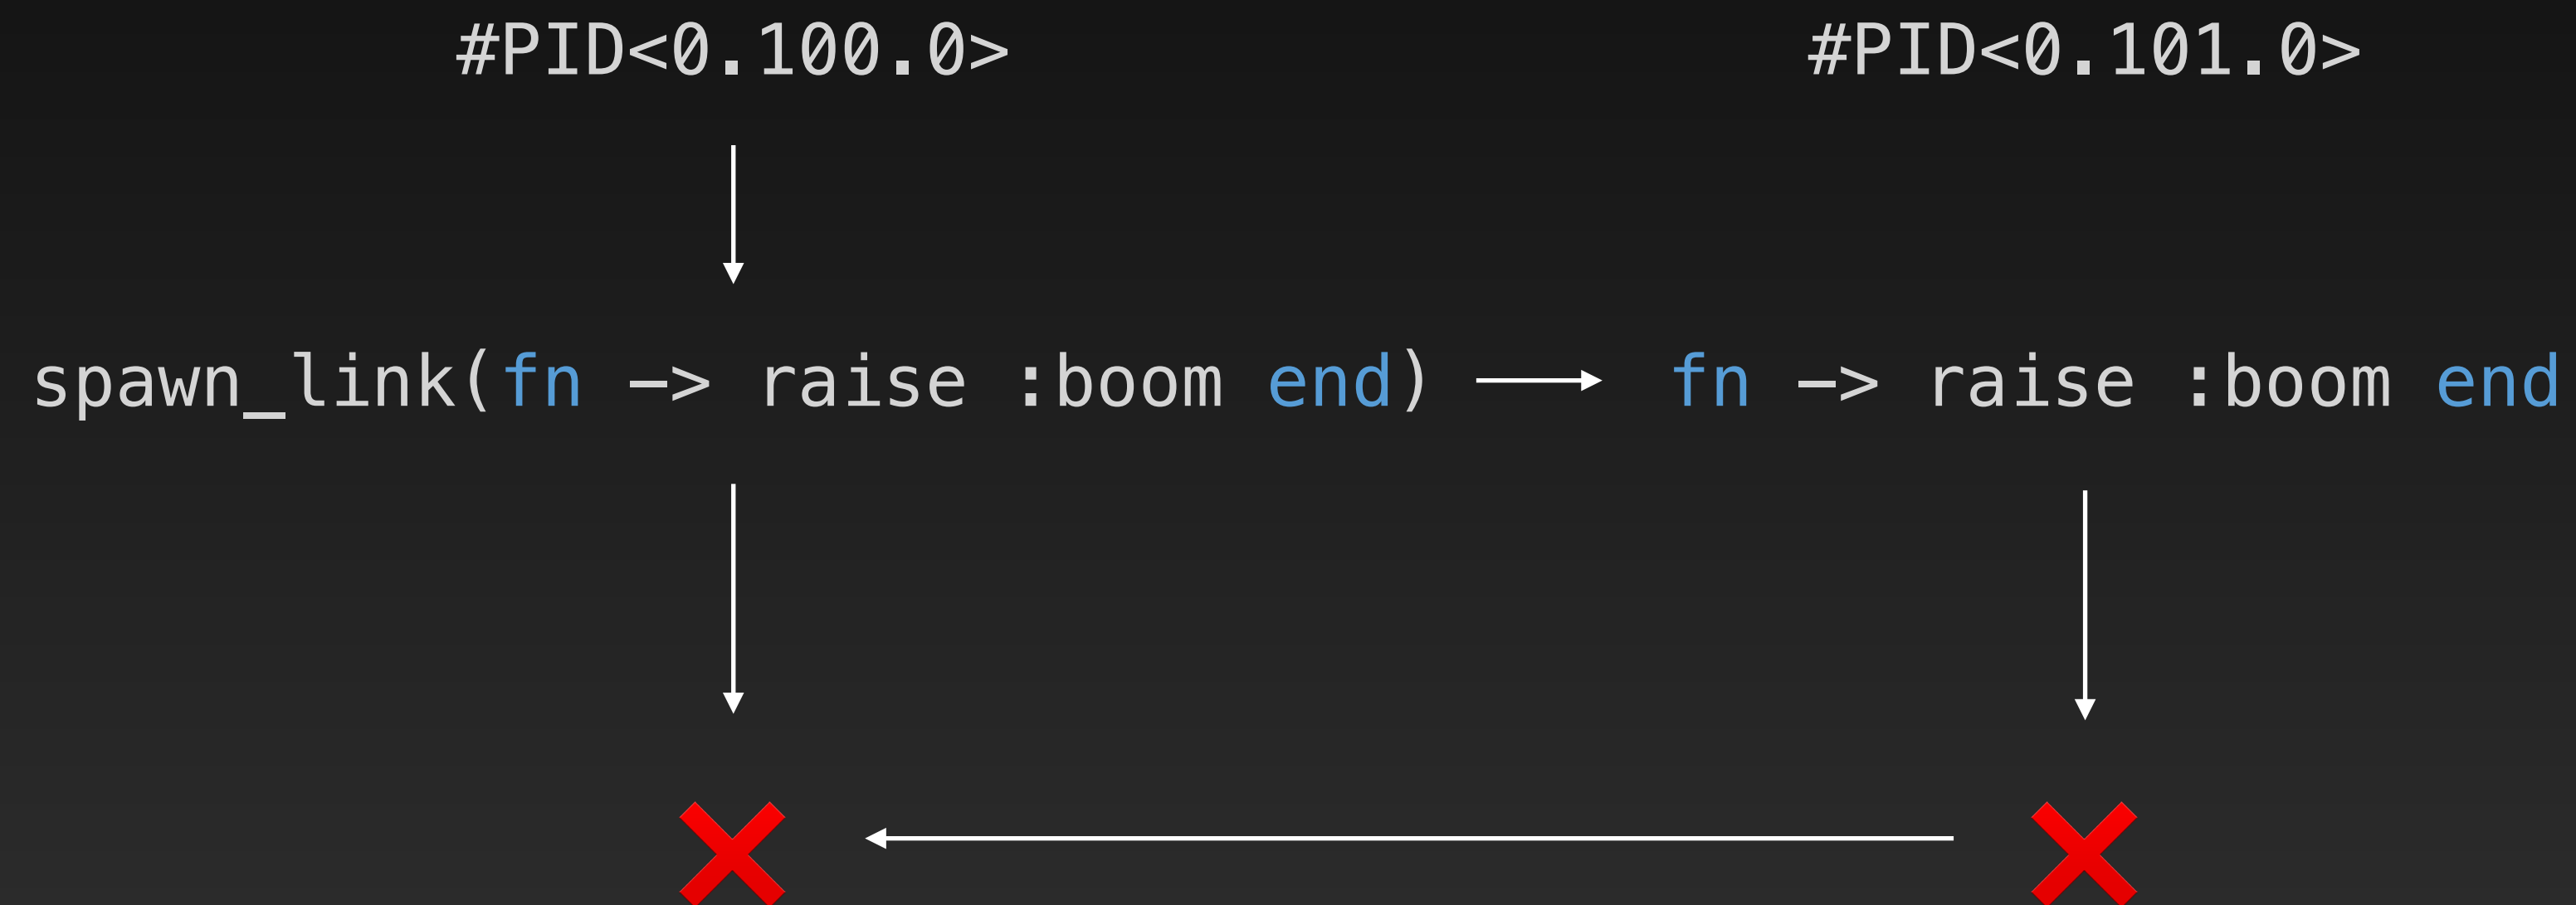 #PID<0.100.0>
#PID<0.101.0>
spawn_link(fn -> raise :boom end)
fn -> raise :boom end